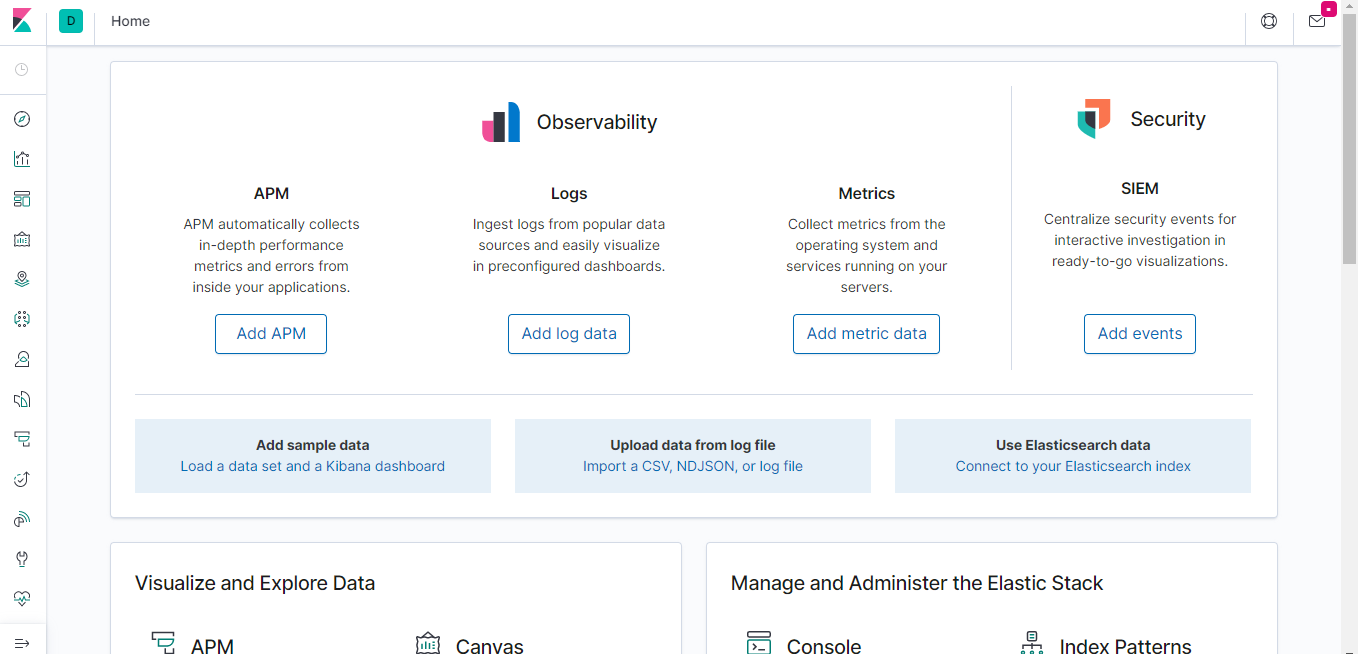 D
Home
Observability
Security
APM
APM automatically collects
in-depth performance
metrics and errors from
inside your applications.
Add APM
Logs
Ingest logs from popular data
sources and easily visualize
in preconfigured dashboards.
Add log data
Metrics
Collect metrics from the
operating system and
services running on your
servers.
Add metric data
SIEM
Centralize security events for
interactive investigation in
ready-to-go visualizations.
Add events
Add sample data
Load a data set and a Kibana dashboard
Upload data from log file
Import a CSV, NDJSON, or log file
Use Elasticsearch data
Connect to your Elasticsearch index
Visualize and Explore Data
APM
Canvas
Manage and Administer the Elastic Stack
Console
Index Patterns